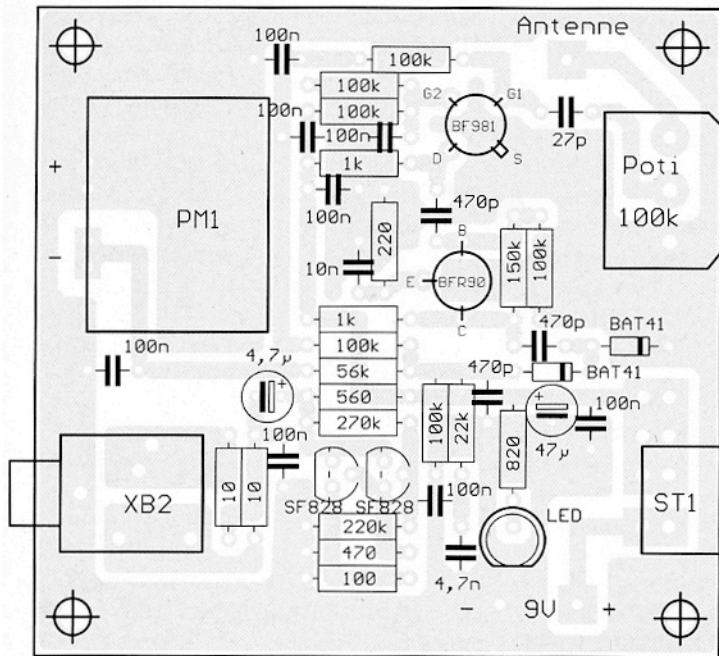 Antenne
100n
100k
100k
G2
G1
100n
100k
BF981
100n
27p
D
S
1k
+
Poti
100n
470p
PM1
220
100k
B
150k
100k
-
10n
E
BFR90
C
1k
470p
BAT41
100n
100k
4,7µ
56k
470p
BAT41
+
560
+
100n
270k
100k
22k
820
47µ
100n
10
10
XB2
100n
ST1
SF828
SF828
LED
220k
470
100
4,7n
-
9V
+